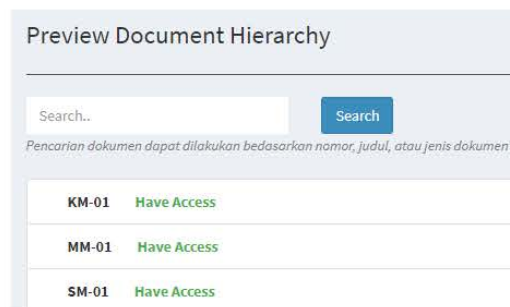 Preview Document Hierarchy
Search..
Search
Pencarian dokumen dapat dilakukan bedasarkan nomor, judul, atau jenis dokumen
KM-01 Have Access
MM-01 Have Access
SM-01 Have Access